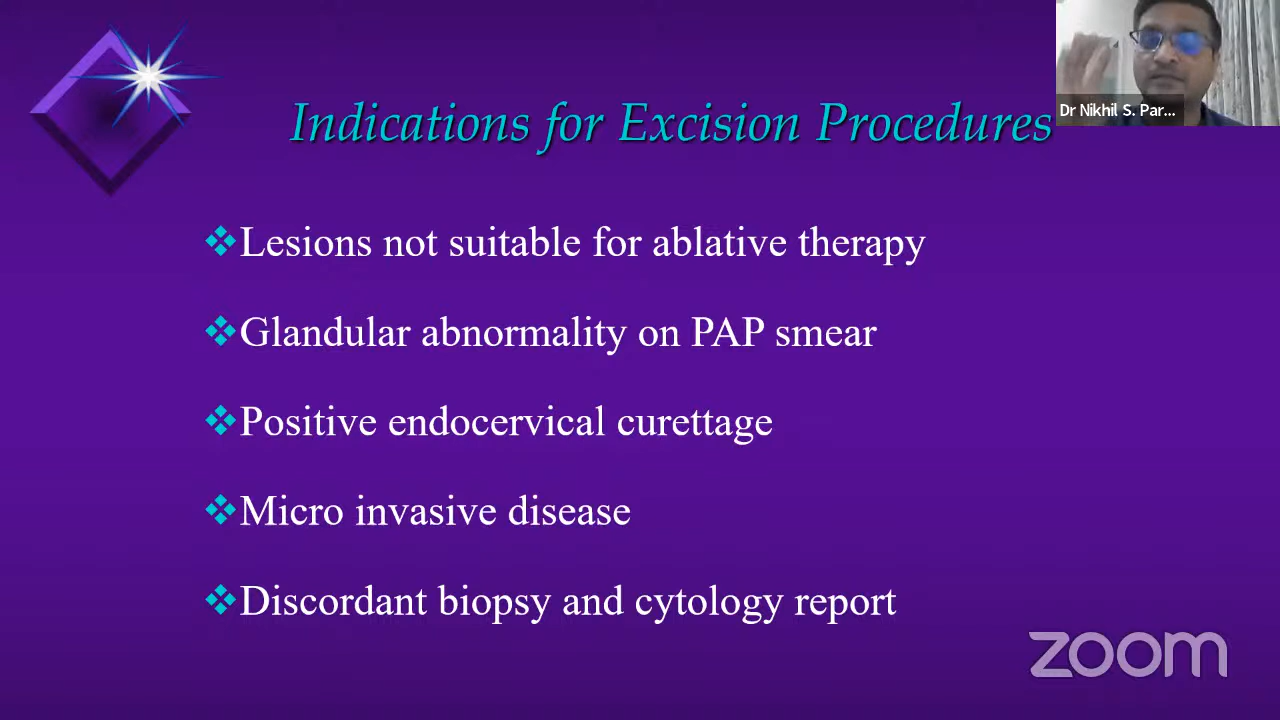 Indications for Excision Procedures
Dr Nikhil S. Par...
Lesions not suitable for ablative therapy
Glandular abnormality on PAP smear
Positive endocervical curettage
Micro invasive disease
Discordant biopsy and cytology report
zoom